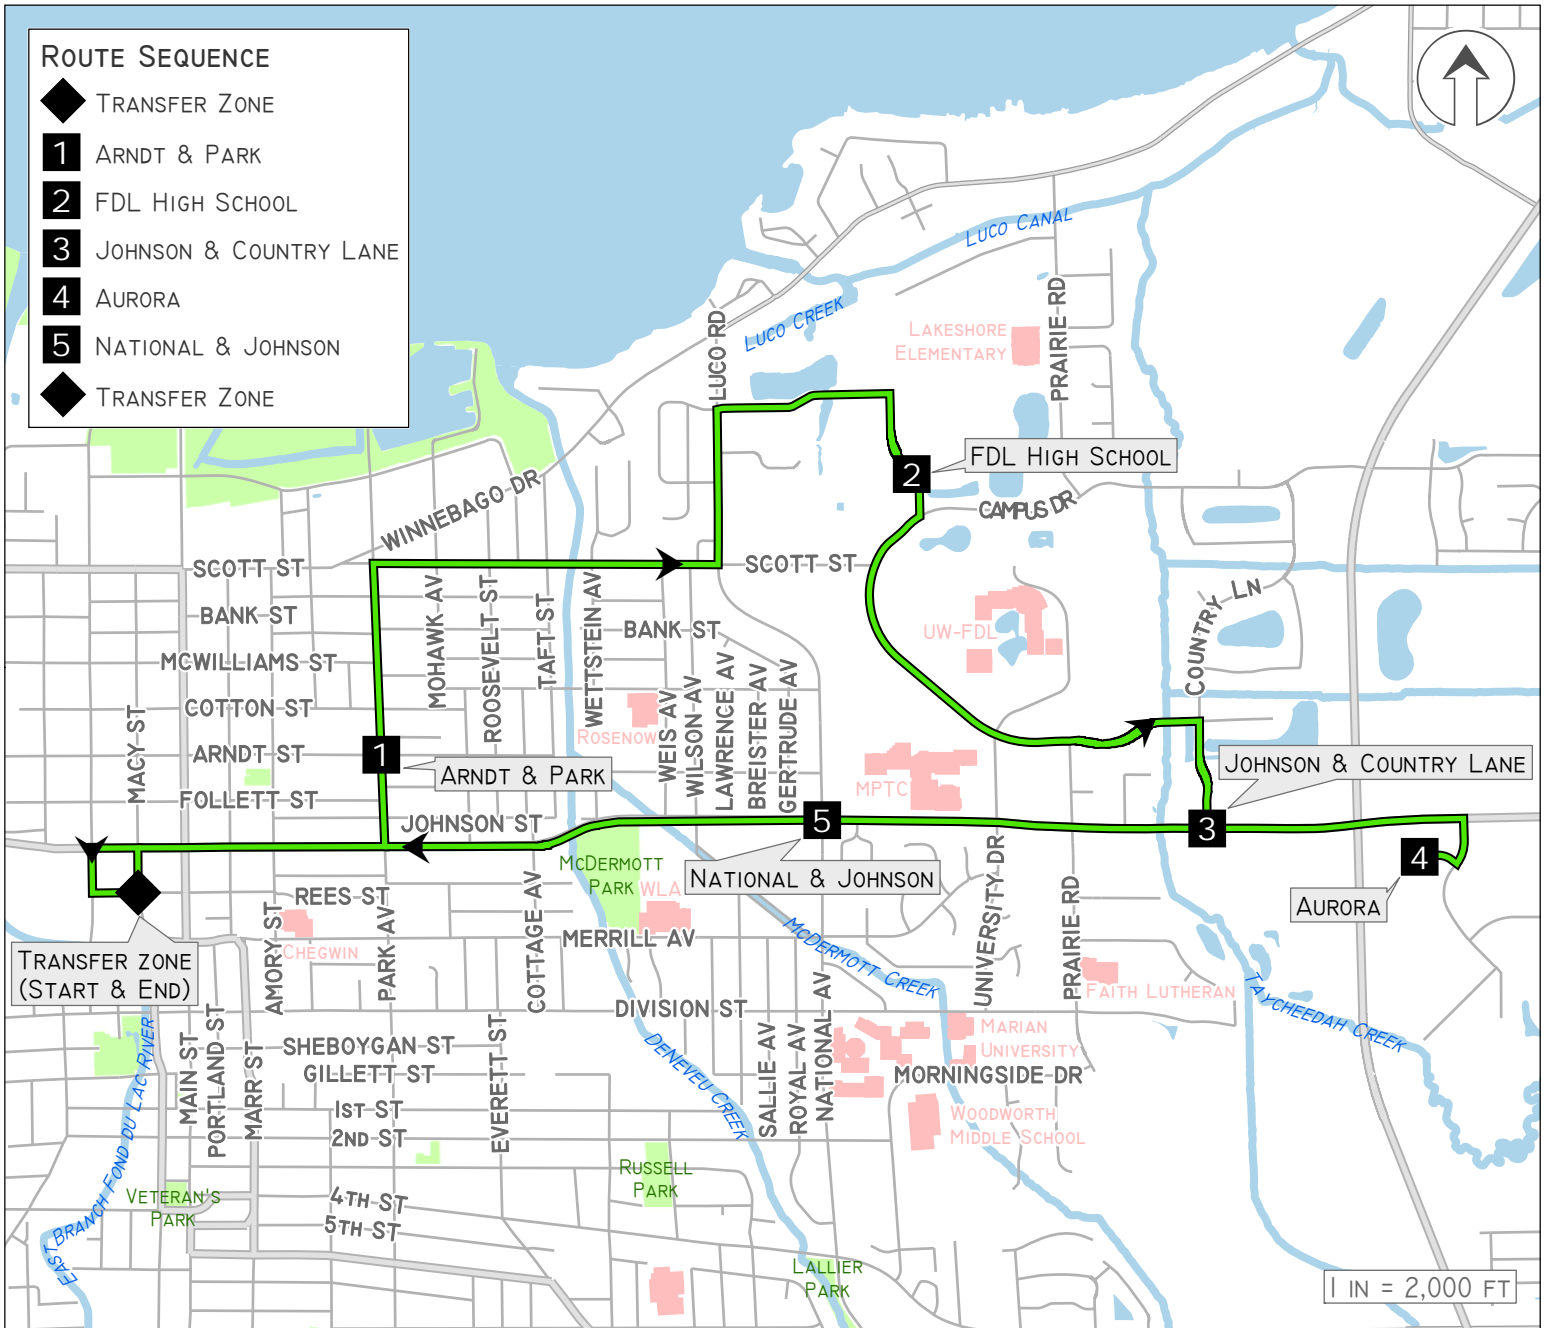 ROUTE SEQUENCE
TRANSFER ZONE
1 ARNDT & PARK
2 FDL HIGH SCHOOL
3 JOHNSON & COUNTRY LANE
4 AURORA
5 NATIONAL & JOHNSON
TRANSFER ZONE
LUCO CANAL
LUCO CREEK
LUCO RD
PRAIRIE RD
LAKESHORE
ELEMENTARY
2
FDL HIGH SCHOOL
CAMPUS DR
WINNEBAGO DR
SCOTT ST
SCOTT ST
BANK ST
BANK ST
MCWILLIAMS ST
COTTON ST
ARNDT ST
FOLLETT ST
MACY ST
MOHAWK AV
ROOSEVELT ST
TAFT ST
WETTSTEIN AV
WEIS AV
WILSON AV
LAWRENCE AV
BREISTER AV
GERTRUDE AV
ROSENOW
UW-FDL
COUNTRY LN
1
ARNDT & PARK
MPTC
JOHNSON & COUNTRY LANE
JOHNSON ST
5
3
4
NATIONAL & JOHNSON
AURORA
MCDERMOTT
PARK
WLA
REES ST
CHEGWIN
AMORY ST
PARK AV
COTTAGE AV
MERRILL AV
MCDERMOTT CREEK
UNIVERSITY DR
PRAIRIE RD
FAITH LUTHERAN
TAYCHEEDAH CREEK
TRANSFER ZONE
(START & END)
DIVISION ST
SHEBOYGAN ST
GILLETT ST
1ST ST
2ND ST
4TH ST
5TH ST
MAIN ST
PORTLAND ST
MARR ST
EVERETT ST
DENEVEU CREEK
SALLIE AV
ROYAL AV
NATIONAL AV
MARIAN
UNIVERSITY
MORNINGSIDE DR
WOODWORTH
MIDDLE SCHOOL
EAST BRANCH FOND DU LAC RIVER
VETERAN'S
PARK
RUSSELL
PARK
LALLIER
PARK
1 IN = 2,000 FT